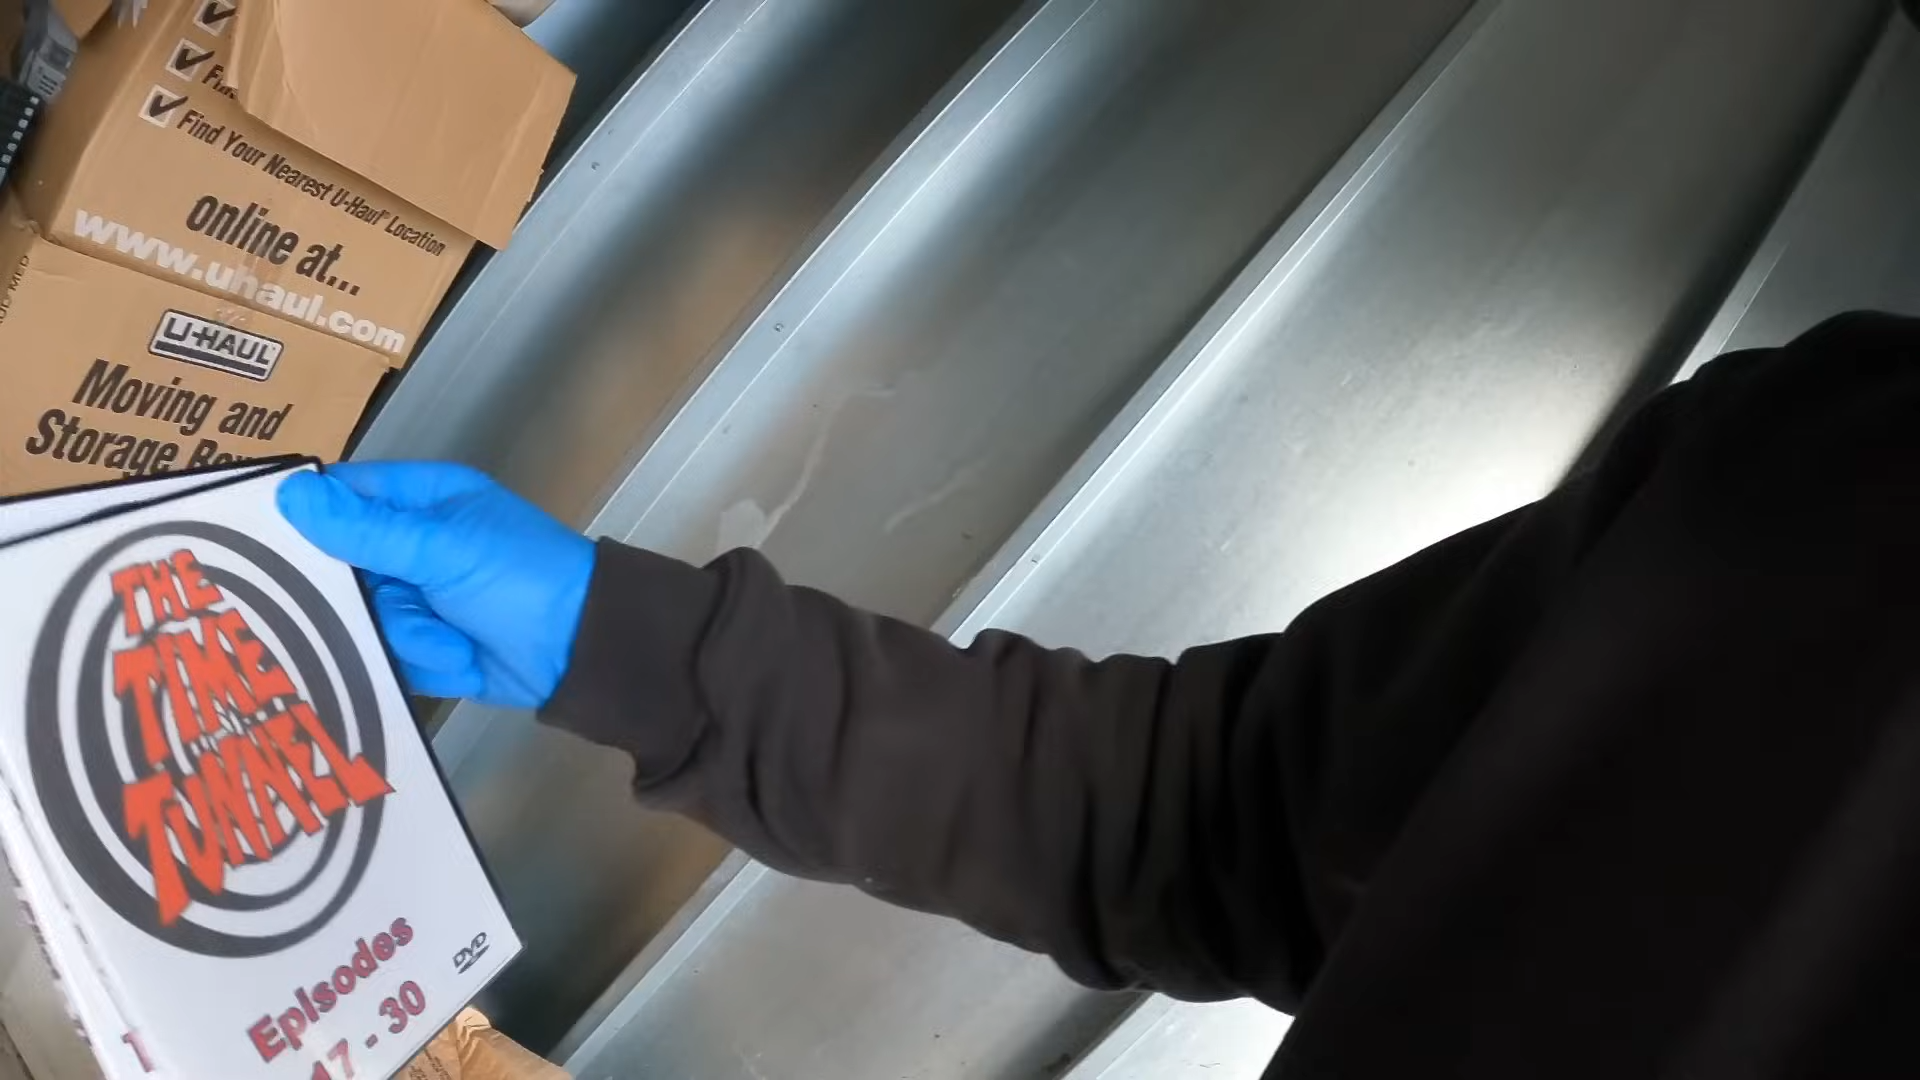 Find Your Nearest U-Haul Location
online at...
www.uhaul.com
U-HAUL
Moving and
Storage
THE
TIME
TUNNEL
Episodes
17 - 30
DVD